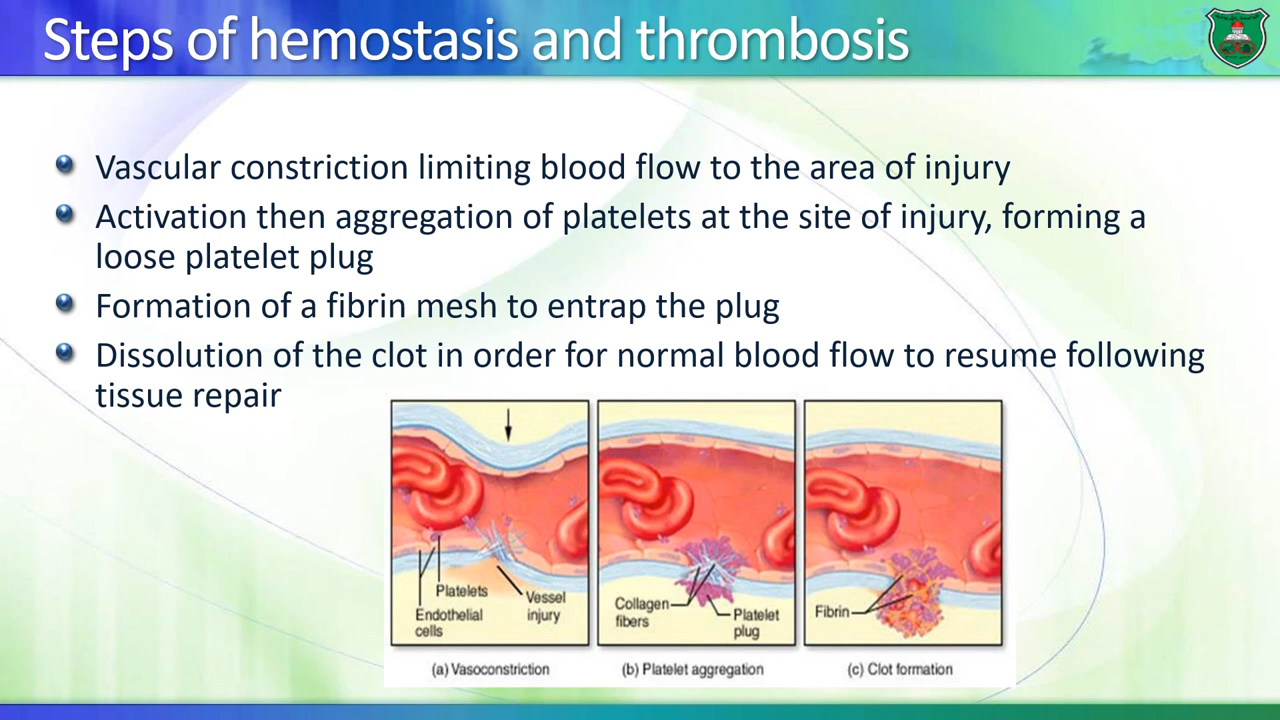 Steps of hemostasis and thrombosis
Vascular constriction limiting blood flow to the area of injury
Activation then aggregation of platelets at the site of injury, forming a
loose platelet plug
Formation of a fibrin mesh to entrap the plug
Dissolution of the clot in order for normal blood flow to resume following
tissue repair
Platelets
Endothelial
cells
Vessel
injury
(a) Vasoconstriction
Collagen
fibers
Platelet
plug
(b) Platelet aggregation
Fibrin
(c) Clot formation